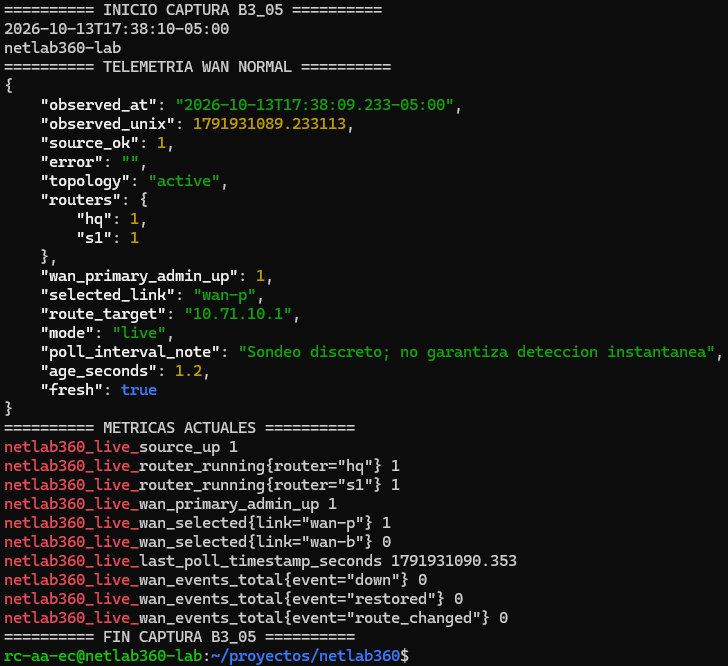 ========== INICIO CAPTURA B3_05 ==========
2026-10-13T17:38:10-05:00
netlab360-lab
========== TELEMETRIA WAN NORMAL ==========
{
    "observed_at": "2026-10-13T17:38:09.233-05:00",
    "observed_unix": 1791931089.233113,
    "source_ok": 1,
    "error": "",
    "topology": "active",
    "routers": {
        "hq": 1,
        "s1": 1
    },
    "wan_primary_admin_up": 1,
    "selected_link": "wan-p",
    "route_target": "10.71.10.1",
    "mode": "live",
    "poll_interval_note": "Sondeo discreto; no garantiza deteccion instantanea",
    "age_seconds": 1.2,
    "fresh": true
}
========== METRICAS ACTUALES ==========
netlab360_live_source_up 1
netlab360_live_router_running{router="hq"} 1
netlab360_live_router_running{router="s1"} 1
netlab360_live_wan_primary_admin_up 1
netlab360_live_wan_selected{link="wan-p"} 1
netlab360_live_wan_selected{link="wan-b"} 0
netlab360_live_last_poll_timestamp_seconds 1791931090.353
netlab360_live_wan_events_total{event="down"} 0
netlab360_live_wan_events_total{event="restored"} 0
netlab360_live_wan_events_total{event="route_changed"} 0
========== FIN CAPTURA B3_05 ==========
rc-aa-ec@netlab360-lab:~/proyectos/netlab360$